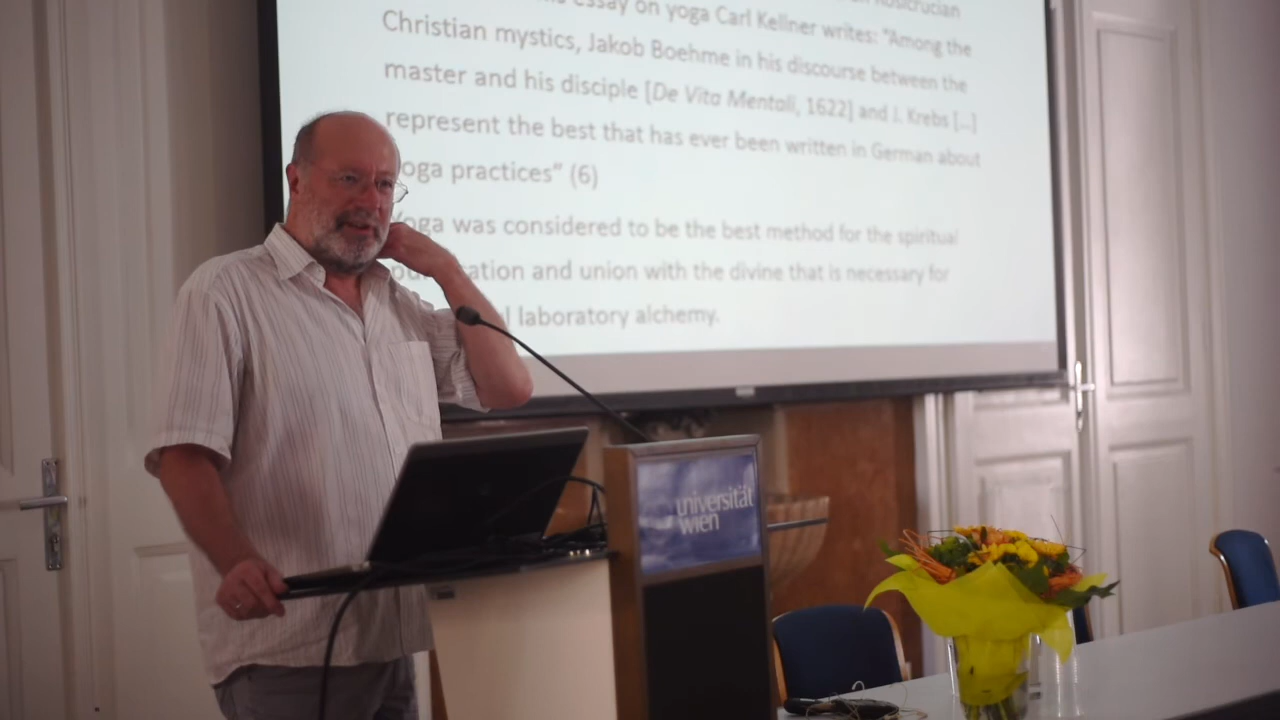 essay on yoga Carl Kellner writes: "Among the
Christian mystics, Jakob Boehme in his discourse between the
master and his disciple [De Vita Mentali, 1622] and J. Krebs [...]
represent the best that has ever been written in German about
oga practices" (6)
Yoga was considered to be the best method for the spiritual
and union with the divine that is necessary for
laboratory alchemy.
universität
wien